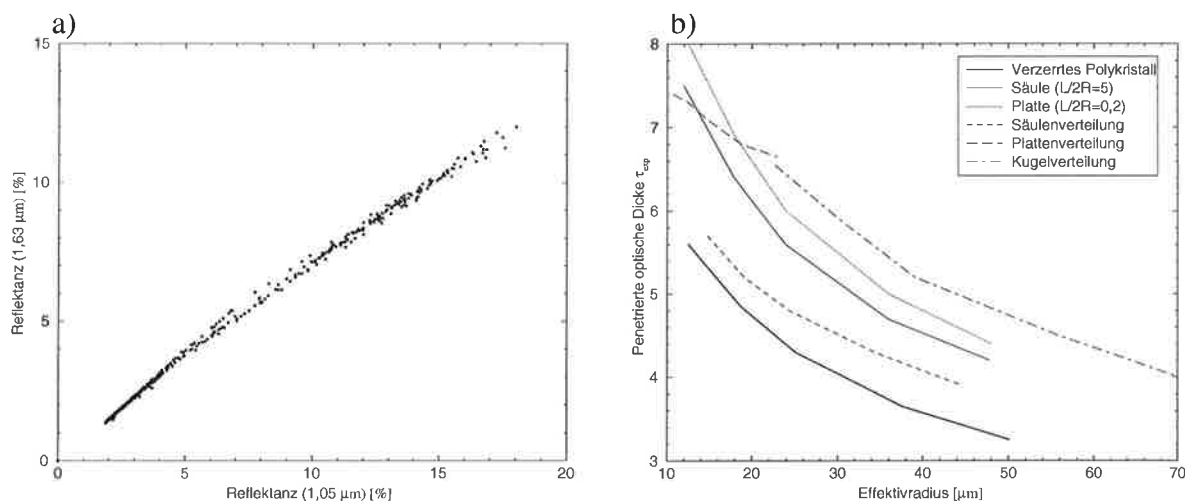 a)
15
10
5
0
Reflektanz (1,63 µm) [%]
0 5 10 15 20
Reflektanz (1,05 µm) [%]
b)
8
7
6
5
4
3
Penetrierte optische Dicke τexp
10 20 30 40 50 60 70
Effektivradius [µm]
Verzerrtes Polykristall
Säule (L/2R=5)
Platte (L/2R=0,2)
Säulenverteilung
Plattenverteilung
Kugelverteilung